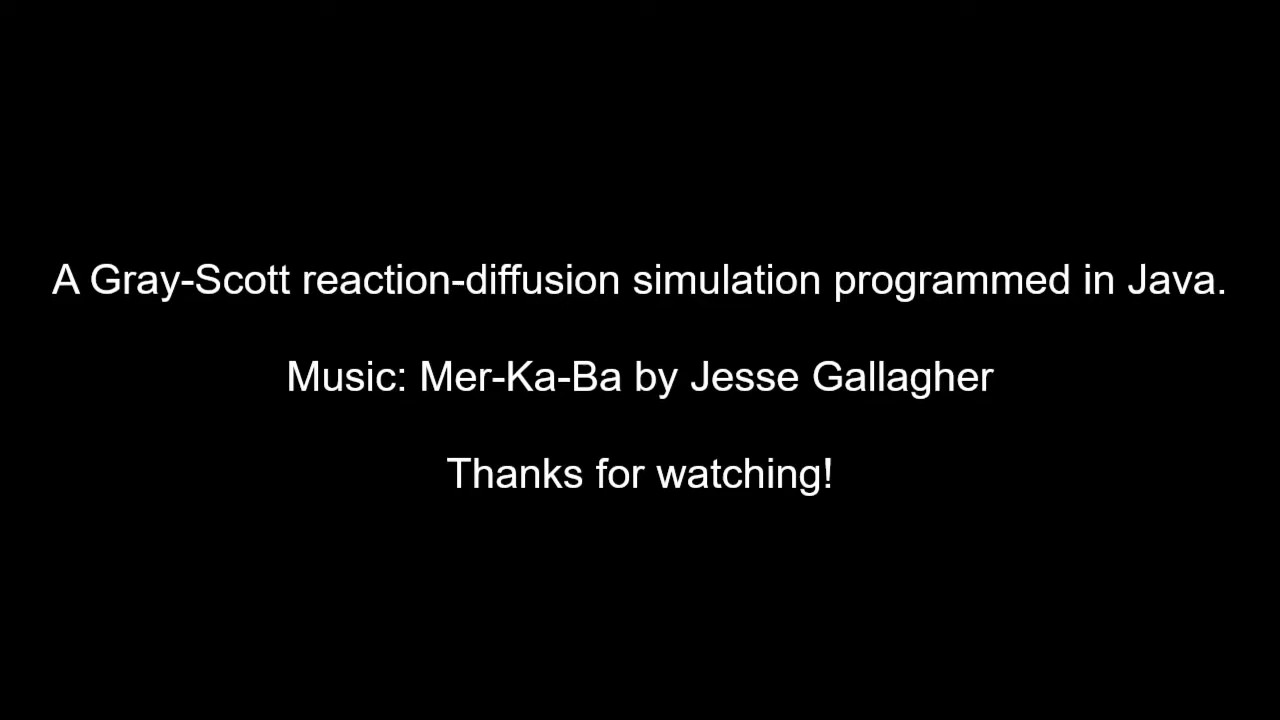 A Gray-Scott reaction-diffusion simulation programmed in Java.
Music: Mer-Ka-Ba by Jesse Gallagher
Thanks for watching!